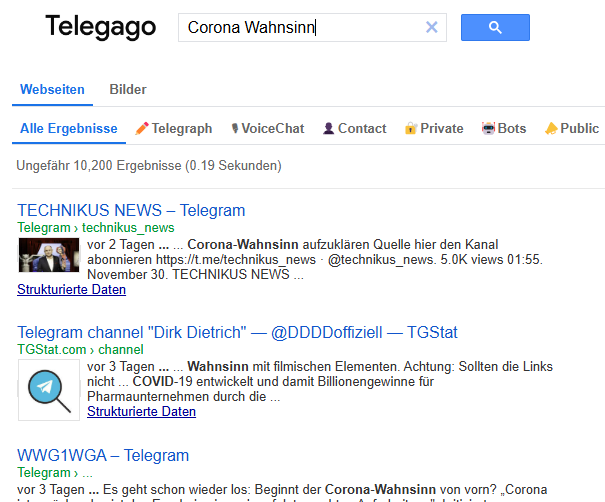 Telegago
Corona Wahnsinn
Webseiten Bilder
Alle Ergebnisse Telegraph VoiceChat Contact Private Bots Public
Ungefähr 10,200 Ergebnisse (0.19 Sekunden)
TECHNIKUS NEWS – Telegram
Telegram › technikus_news
vor 2 Tagen ... ... Corona-Wahnsinn aufzuklären Quelle hier den Kanal
abonnieren https://t.me/technikus_news · @technikus_news. 5.0K views 01:55.
November 30. TECHNIKUS NEWS ...
Strukturierte Daten
Telegram channel "Dirk Dietrich" — @DDDDoffiziell — TGStat
TGStat.com › channel
vor 3 Tagen ... ... Wahnsinn mit filmischen Elementen. Achtung: Sollten die Links
nicht ... COVID-19 entwickelt und damit Billionengewinne für
Pharmaunternehmen durch die ...
Strukturierte Daten
WWG1WGA – Telegram
Telegram › ...
vor 3 Tagen ... Es geht schon wieder los: Beginnt der Corona-Wahnsinn von vorn? „Corona